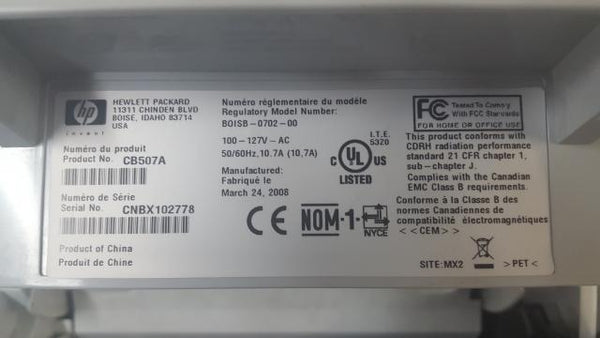 hp
invent
HEWLETT PACKARD
11311 CHINDEN BLVD
BOISE, IDAHO 83714
USA
Numéro du produit
Product No. CB507A
Numéro de Série
Serial No. CNBX102778
Product of China
Produit de Chine
Numéro réglementaire du modèle
Regulatory Model Number:
BOISB-0702-00
100-127V-AC
50/60Hz,10.7A (10,7A)
Manufactured:
Fabriqué le
March 24, 2008
I.T.E.
5320
C UL US
LISTED
CE NOM-1- NYCE
FC Tested To Comply
With FCC Standards
FOR HOME OR OFFICE USE
This product conforms with
CDRH radiation performance
standard 21 CFR chapter 1,
sub-chapter J.
Complies with the Canadian
EMC Class B requirements.
Conforme à la Classe B des
normes Canadiennes de
compatibilité électromagnétiques
<<CEM>>
SITE:MX2 >PET<